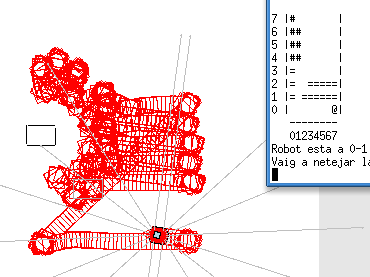 7 |#        |
6 |##       |
5 |##       |
4 |##       |
3 |=        |
2 |=  =====|
1 |= ======|
0 |        @|
--------
01234567
Robot esta a 0-1
Vaig a netejar la